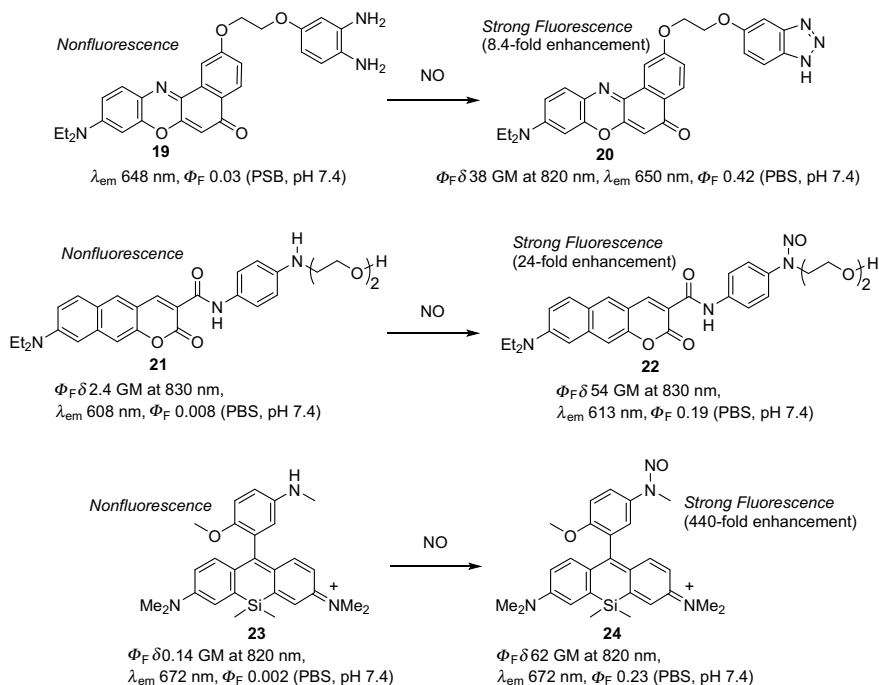 Nonfluorescence
O
O
NH2
NH2
N
Et2N
O
O
19
λem 648 nm, ΦF 0.03 (PSB, pH 7.4)
NO
Strong Fluorescence
(8.4-fold enhancement)
O
O
N
N
N
H
N
Et2N
O
O
20
ΦFδ 38 GM at 820 nm, λem 650 nm, ΦF 0.42 (PBS, pH 7.4)
Nonfluorescence
H
N
O
H
2
O
N
H
Et2N
O
O
21
ΦFδ 2.4 GM at 830 nm,
λem 608 nm, ΦF 0.008 (PBS, pH 7.4)
NO
Strong Fluorescence
(24-fold enhancement)
NO
N
O
H
2
O
N
H
Et2N
O
O
22
ΦFδ 54 GM at 830 nm,
λem 613 nm, ΦF 0.19 (PBS, pH 7.4)
Nonfluorescence
H
N
O
Me2N
Si
+
NMe2
23
ΦFδ 0.14 GM at 820 nm,
λem 672 nm, ΦF 0.002 (PBS, pH 7.4)
NO
NO
N
O
Strong Fluorescence
(440-fold enhancement)
Me2N
Si
+
NMe2
24
ΦFδ 62 GM at 820 nm,
λem 672 nm, ΦF 0.23 (PBS, pH 7.4)